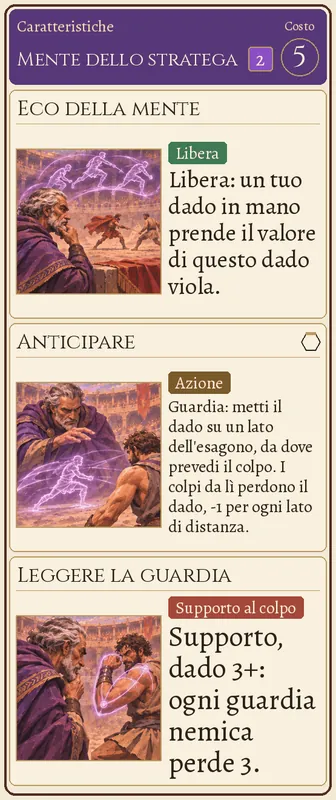 Caratteristiche
Costo
Mente dello stratega 2 5
Eco della mente
Libera
Libera: un tuo
dado in mano
prende il valore
di questo dado
viola.
Anticipare
Azione
Guardia: metti il
dado su un lato
dell'esagono, da dove
prevedi il colpo. I
colpi da lì perdono il
dado, -1 per ogni lato
di distanza.
Leggere la guardia
Supporto al colpo
Supporto,
dado 3+:
ogni guardia
nemica
perde 3.